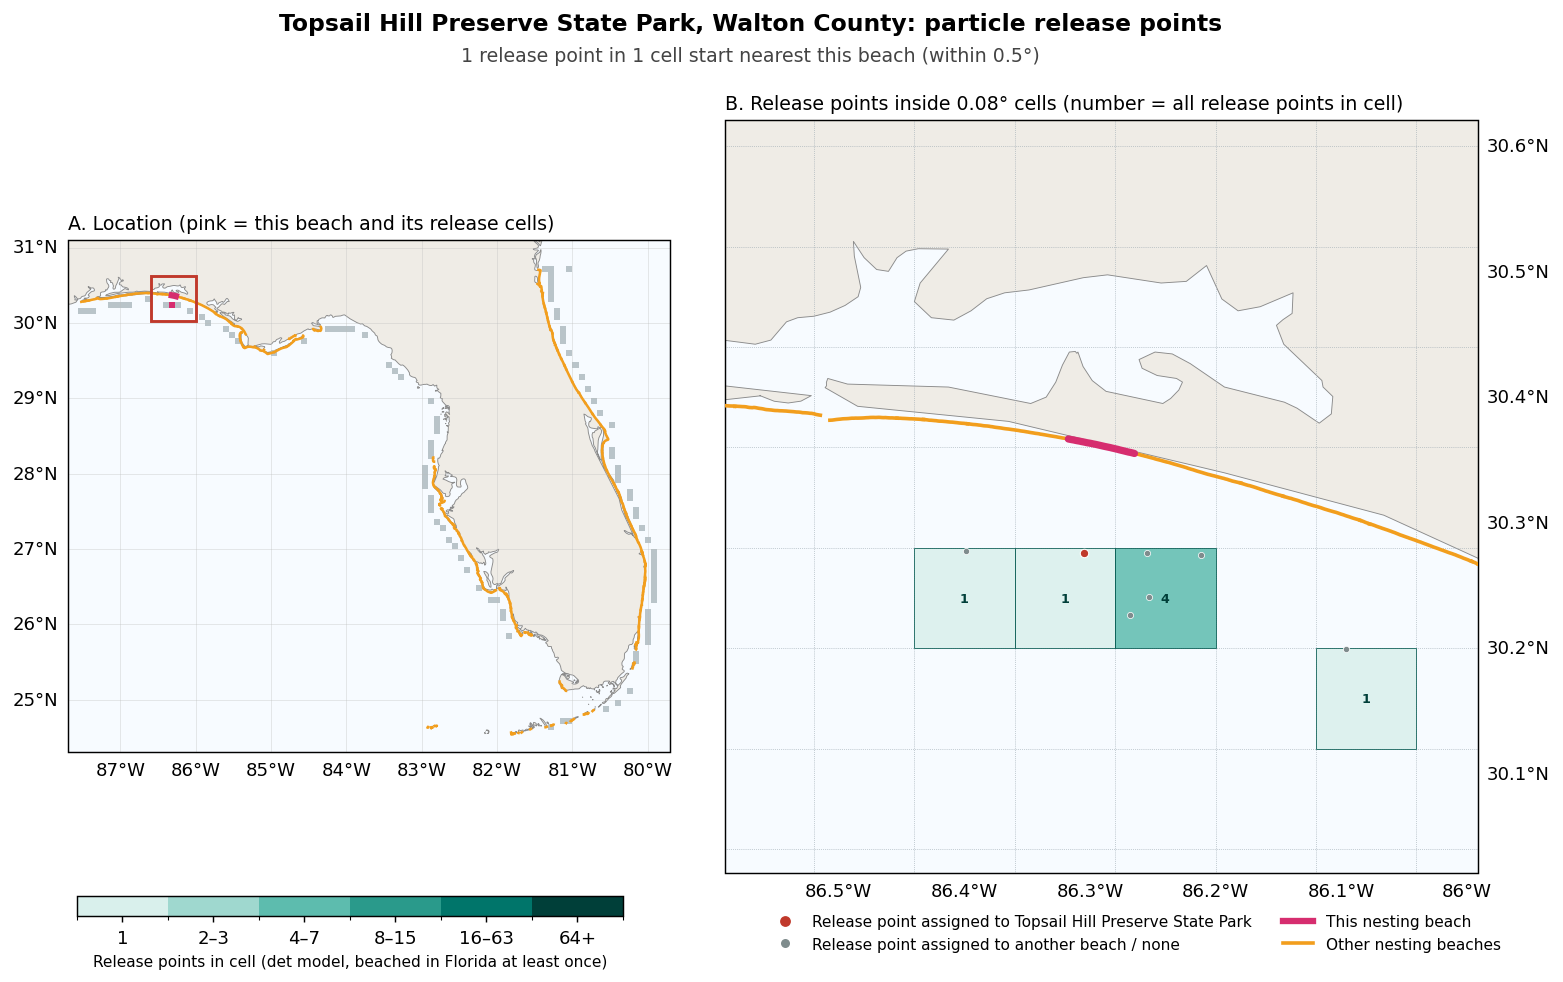 Topsail Hill Preserve State Park, Walton County: particle release points
1 release point in 1 cell start nearest this beach (within 0.5°)
A. Location (pink = this beach and its release cells)
31°N
30°N
29°N
28°N
27°N
26°N
25°N
87°W 86°W 85°W 84°W 83°W 82°W 81°W 80°W
B. Release points inside 0.08° cells (number = all release points in cell)
30.6°N
30.5°N
30.4°N
30.3°N
30.2°N
30.1°N
1 1 4
1
86.5°W 86.4°W 86.3°W 86.2°W 86.1°W 86°W
1 2–3 4–7 8–15 16–63 64+
Release points in cell (det model, beached in Florida at least once)
Release point assigned to Topsail Hill Preserve State Park
Release point assigned to another beach / none
This nesting beach
Other nesting beaches